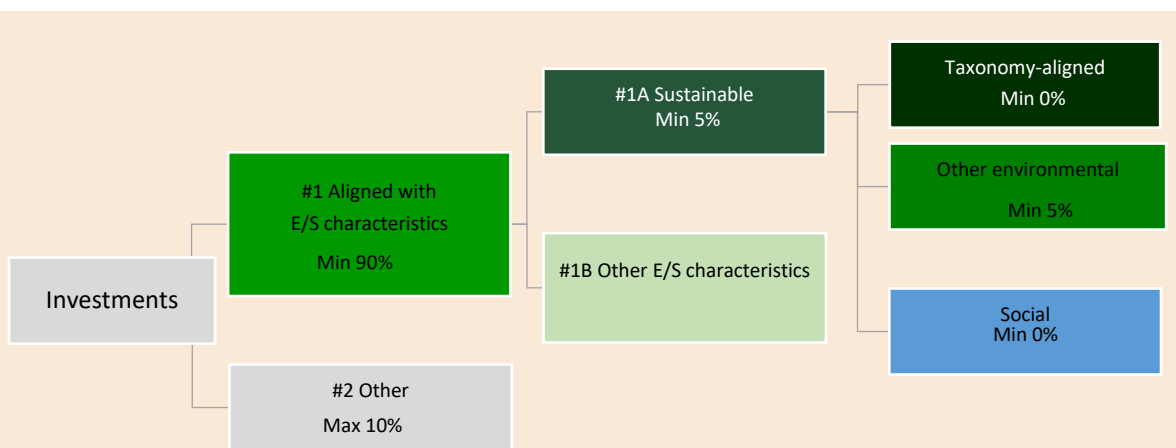 Investments
#1 Aligned with
E/S characteristics
Min 90%
#2 Other
Max 10%
#1A Sustainable
Min 5%
#1B Other E/S characteristics
Taxonomy-aligned
Min 0%
Other environmental
Min 5%
Social
Min 0%